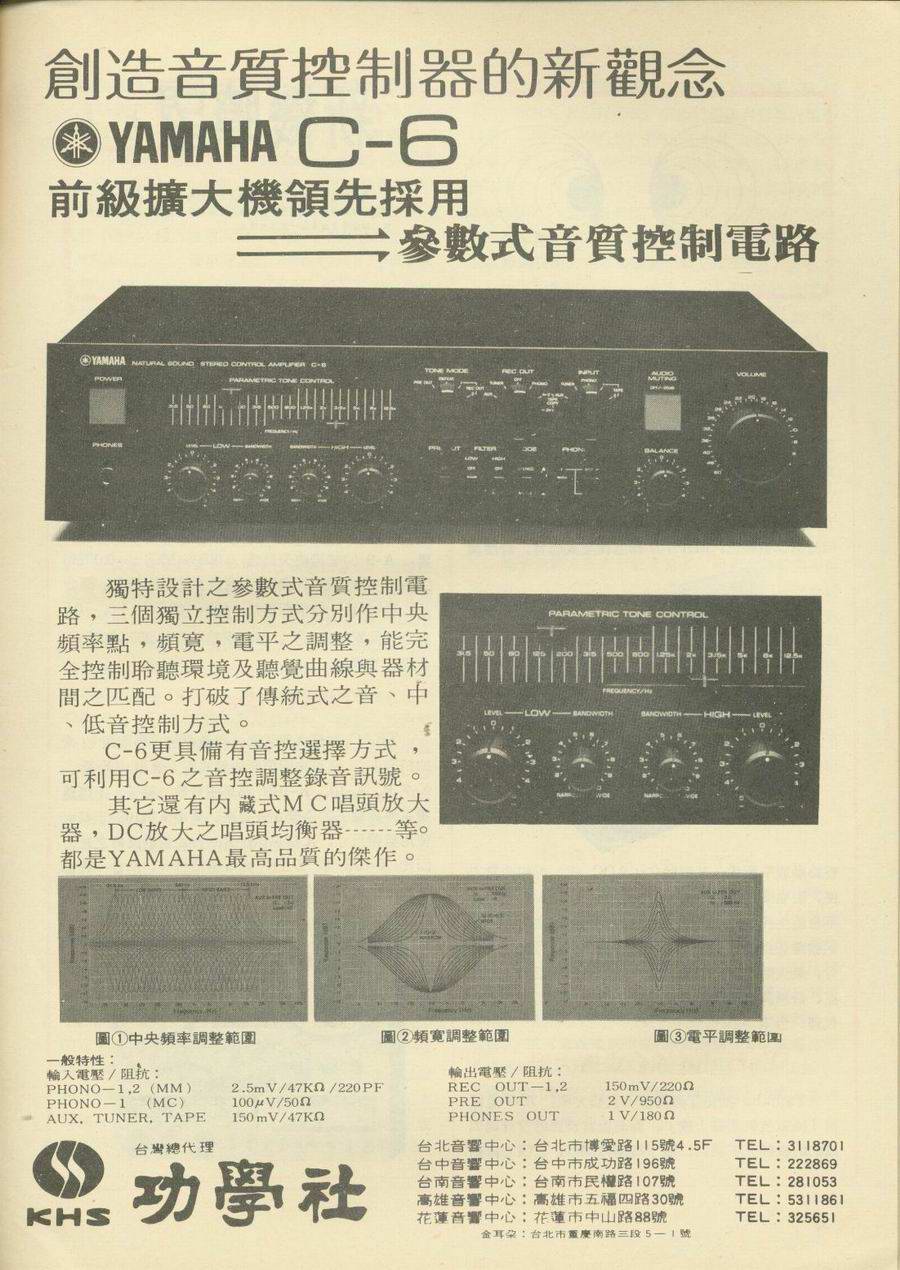 創造音質控制器的新觀念
YAMAHA C-6
前級擴大機領先採用
參數式音質控制電路
YAMAHA NATURAL SOUND STEREO CONTROL AMPLIFIER C-6
POWER
PARAMETRIC TONE CONTROL
TONE MODE REC OUT INPUT
AUDIO MUTING
VOLUME
FREQUENCY/Hz
PHONES
LEVEL LOW BANDWIDTH BANDWIDTH HIGH LEVEL
FILTER
BALANCE
獨特設計之參數式音質控制電
路，三個獨立控制方式分別作中央
頻率點，頻寬，電平之調整，能完
全控制聆聽環境及聽覺曲線與器材
間之匹配。打破了傳統式之音、中
、低音控制方式。
C-6更具備有音控選擇方式，
可利用C-6之音控調整錄音訊號。
其它還有内藏式MC唱頭放大
器，DC放大之唱頭均衡器……等。
都是YAMAHA最高品質的傑作。
PARAMETRIC TONE CONTROL
31.5 50 80 125 200 315 500 800 1.25K 2 3.15K 5K 8K 12.5K
FREQUENCY/Hz
LEVEL LOW BANDWIDTH BANDWIDTH HIGH LEVEL
圖①中央頻率調整範圍
圖②頻寬調整範圍
圖③電平調整範圍
一般特性：
輸入電壓/阻抗：
PHONO－1,2 (MM) 2.5mV/47KΩ/220PF
PHONO－1 (MC) 100μV/50Ω
AUX, TUNER, TAPE 150mV/47KΩ
輸出電壓/阻抗：
REC OUT－1,2 150mV/220Ω
PRE OUT 2V/950Ω
PHONES OUT 1V/180Ω
KHS
台灣總代理
功學社
台北音響中心：台北市博愛路115號4.5F TEL：3118701
台中音響中心：台中市成功路196號 TEL：222869
台南音響中心：台南市民權路107號 TEL：281053
高雄音響中心：高雄市五福四路30號 TEL：5311861
花蓮音響中心：花蓮市中山路88號 TEL：325651
金耳朵：台北市重慶南路三段5－1號